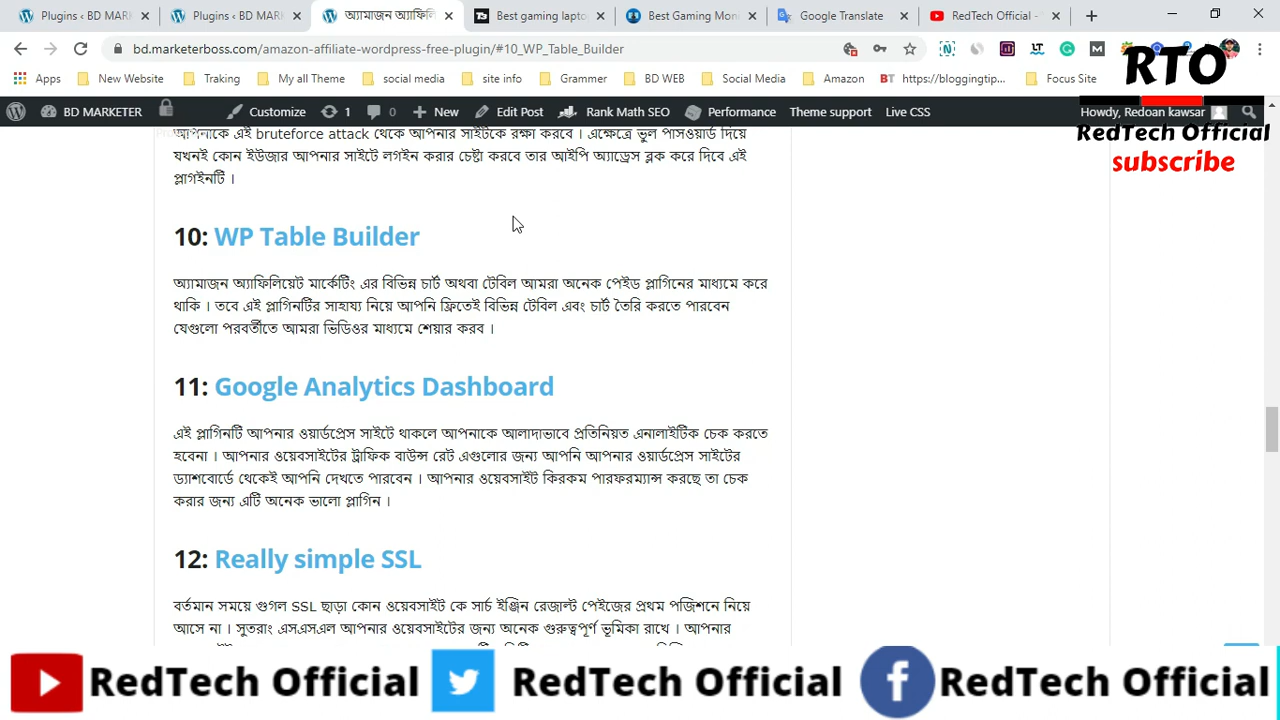 Plugins ‹ BD MARK
Plugins ‹ BD MARK
অ্যামাজন অ্যাফিলি
Best gaming lapto
Best Gaming Mon
Google Translate
RedTech Official -
bd.marketerboss.com/amazon-affiliate-wordpress-free-plugin/#10_WP_Table_Builder
Apps
New Website
Traking
My all Theme
social media
site info
Grammer
BD WEB
Social Media
Amazon
https://bloggingtip...
Focus Site
RTO
RedTech Official
subscribe
BD MARKETER
Customize
1
0
New
Edit Post
Rank Math SEO
Performance
Theme support
Live CSS
Howdy, Redoan kawsar
আপনাকে এই bruteforce attack থেকে আপনার সাইটকে রক্ষা করবে। এক্ষেত্রে ভুল পাসওয়ার্ড দিয়ে
যখনই কোন ইউজার আপনার সাইটে লগইন করার চেষ্টা করবে তার আইপি অ্যাড্রেস ব্লক করে দিবে এই
প্লাগইনটি।
10: WP Table Builder
অ্যামাজন অ্যাফিলিয়েট মার্কেটিং এর বিভিন্ন চার্ট অথবা টেবিল আমরা অনেক পেইড প্লাগিনের মাধ্যমে করে
থাকি। তবে এই প্লাগিনটির সাহায্য নিয়ে আপনি ফ্রিতেই বিভিন্ন টেবিল এবং চার্ট তৈরি করতে পারবেন
যেগুলো পরবর্তীতে আমরা ভিডিওর মাধ্যমে শেয়ার করব।
11: Google Analytics Dashboard
এই প্লাগিনটি আপনার ওয়ার্ডপ্রেস সাইটে থাকলে আপনাকে আলাদাভাবে প্রতিনিয়ত এনালাইটিক চেক করতে
হবেনা। আপনার ওয়েবসাইটের ট্রাফিক বাউন্স রেট এগুলোর জন্য আপনি আপনার ওয়ার্ডপ্রেস সাইটের
ড্যাশবোর্ডে থেকেই আপনি দেখতে পারবেন। আপনার ওয়েবসাইট কিরকম পারফরম্যান্স করছে তা চেক
করার জন্য এটি অনেক ভালো প্লাগিন।
12: Really simple SSL
বর্তমান সময়ে গুগল SSL ছাড়া কোন ওয়েবসাইট কে সার্চ ইঞ্জিন রেজাল্ট পেইজের প্রথম পজিশনে নিয়ে
আসে না। সুতরাং এসএসএল আপনার ওয়েবসাইটের জন্য অনেক গুরুত্বপূর্ণ ভূমিকা রাখে। আপনার
RedTech Official
RedTech Official
RedTech Official